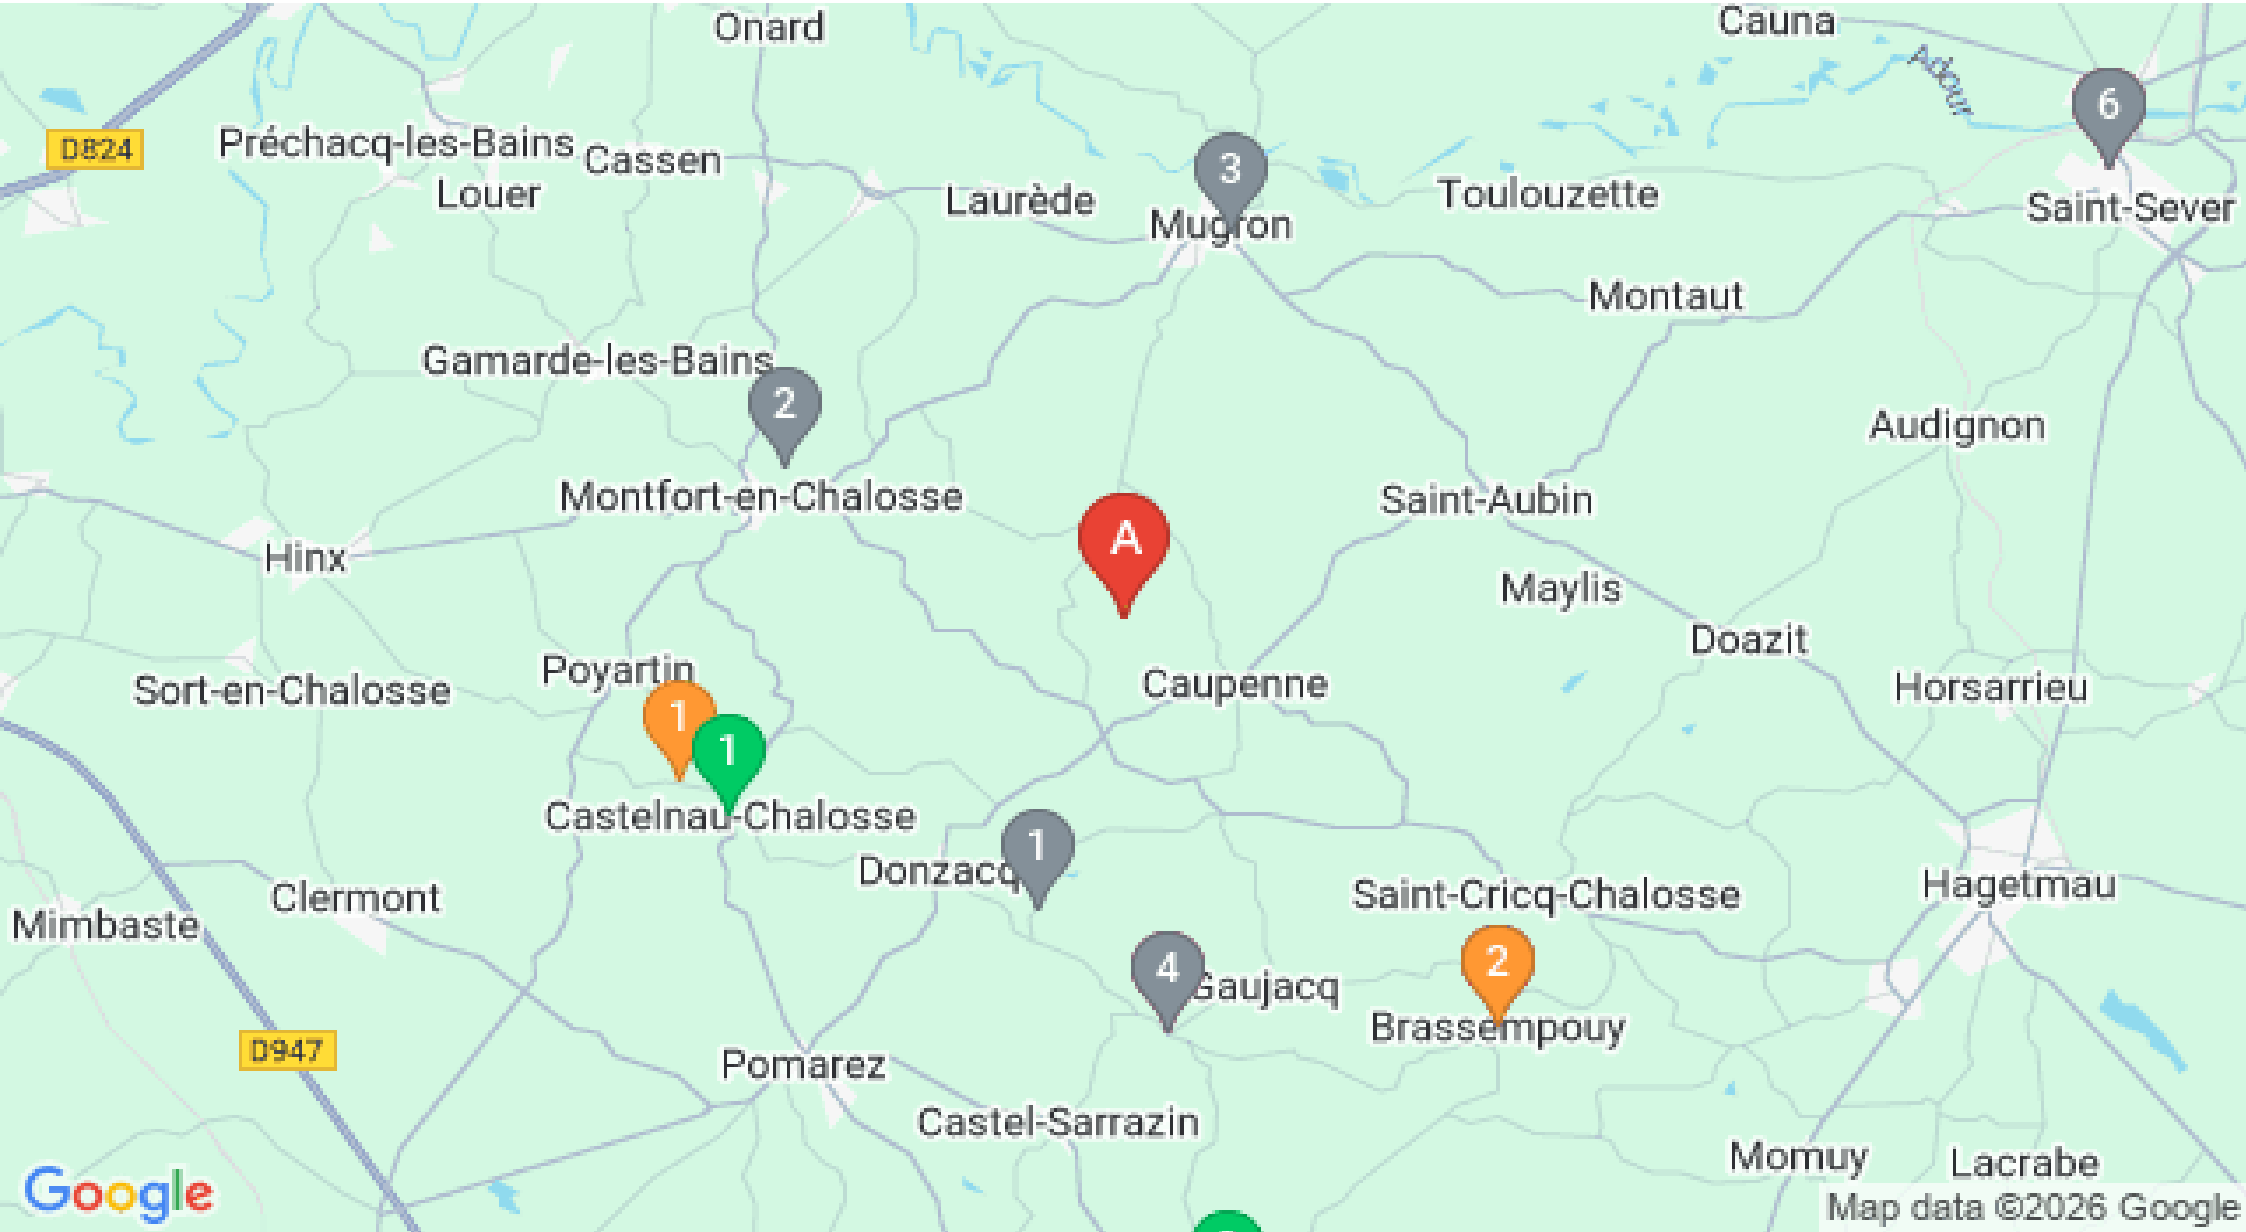 Onard
Cauna
Adour
6
D824
Préchacq-les-Bains
Cassen
3
Louer
Laurède
Toulouzette
Mugron
Saint-Sever
Montaut
Gamarde-les-Bains
2
Audignon
Montfort-en-Chalosse
Saint-Aubin
A
Hinx
Maylis
Doazit
Poyartin
Sort-en-Chalosse
Caupenne
Horsarrieu
1
1
Castelnau-Chalosse
1
Donzacq
Clermont
Saint-Cricq-Chalosse
Hagetmau
Mimbaste
4
2
Gaujacq
Brassempouy
D947
Pomarez
Castel-Sarrazin
Momuy
Lacrabe
Google
Map data ©2026 Google